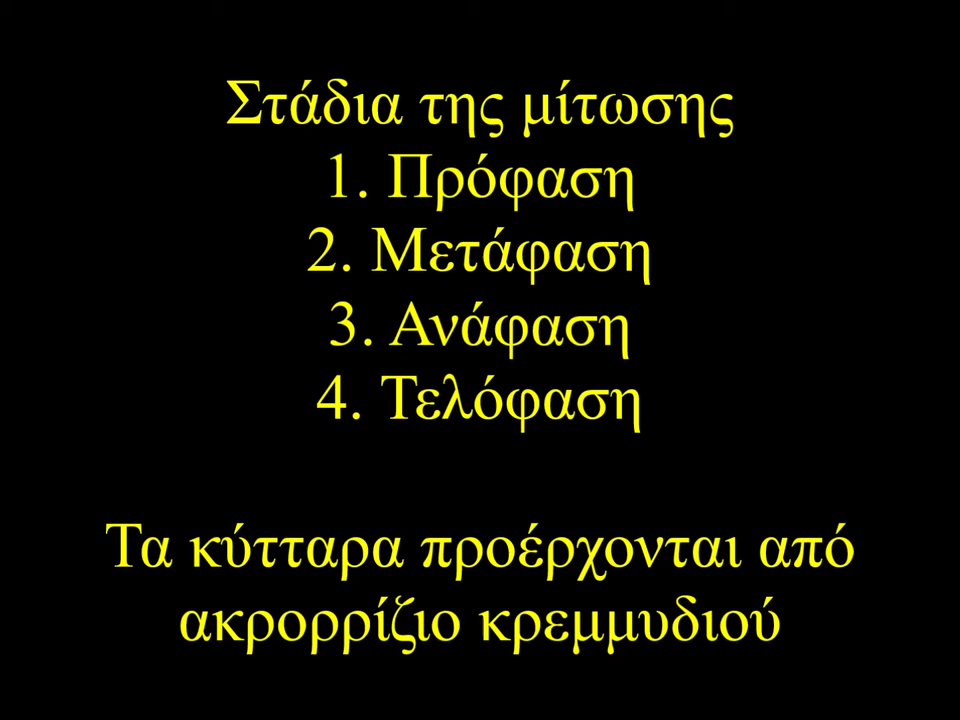 Στάδια της μίτωσης
1. Πρόφαση
2. Μετάφαση
3. Ανάφαση
4. Τελόφαση
Τα κύτταρα προέρχονται από
ακρορρίζιο κρεμμυδιού